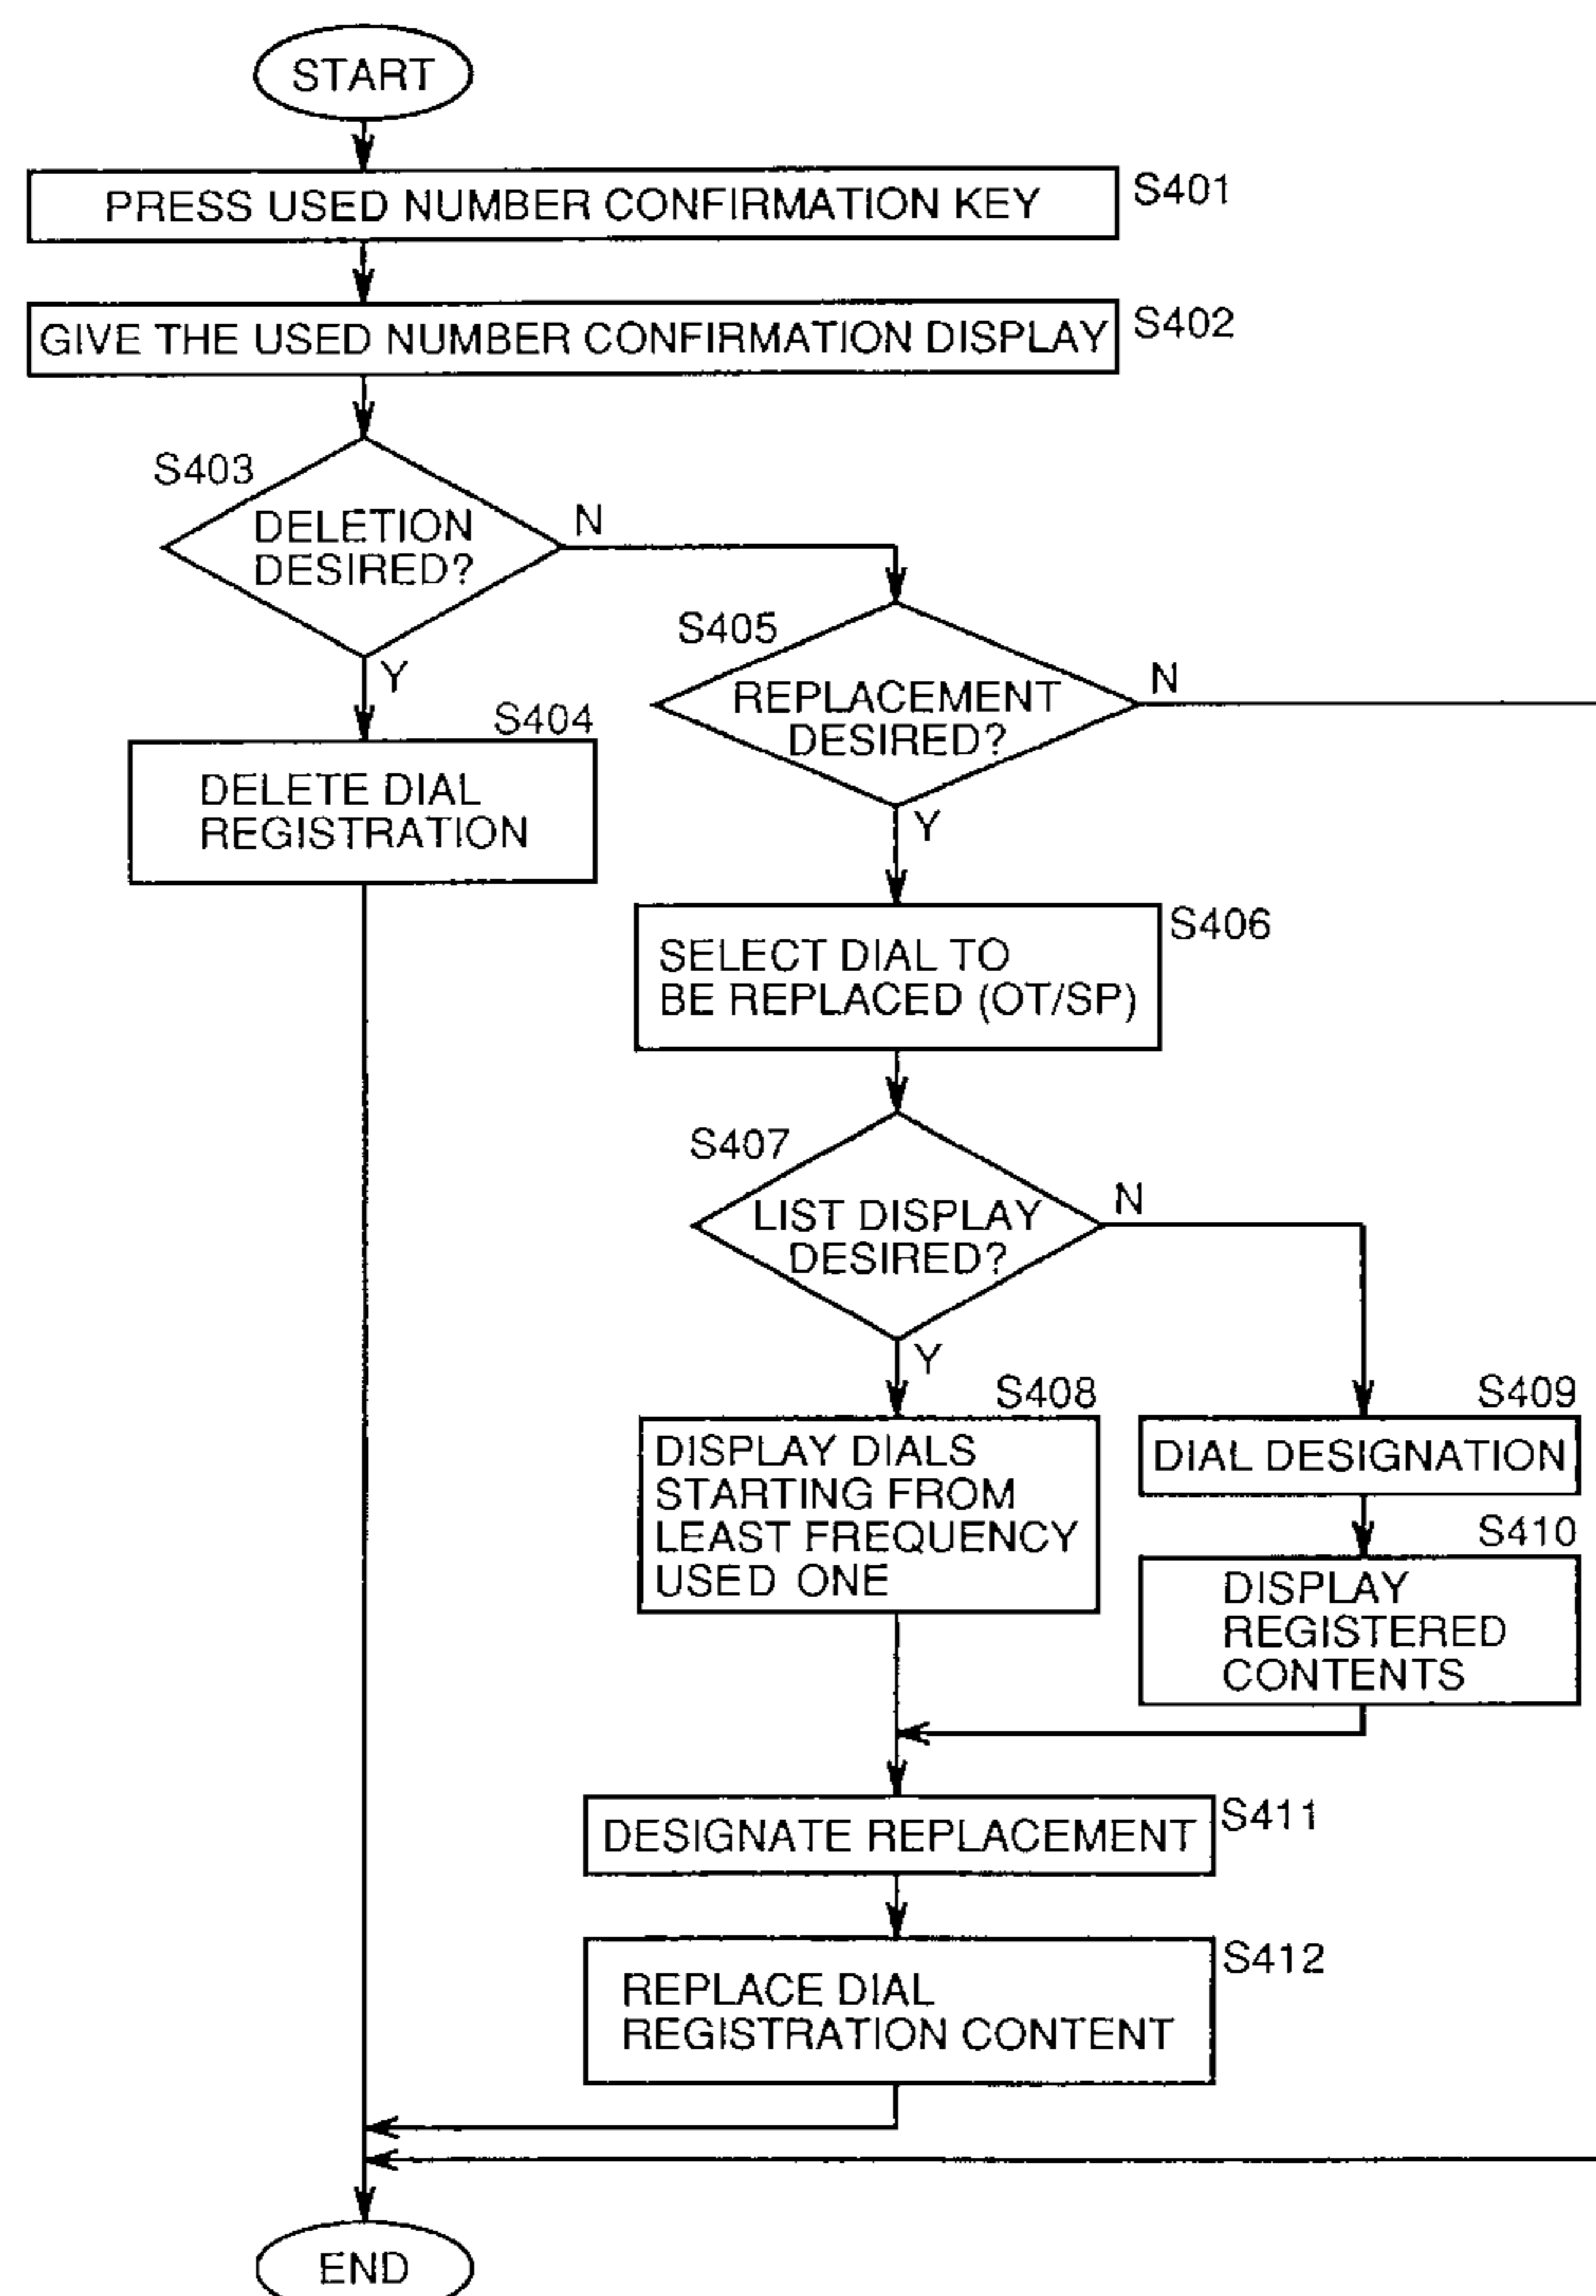 START
PRESS USED NUMBER CONFIRMATION KEY
S401
GIVE THE USED NUMBER CONFIRMATION DISPLAY
S402
S403
DELETION
DESIRED?
N
Y
S404
DELETE DIAL
REGISTRATION
S405
REPLACEMENT
DESIRED?
N
Y
S406
SELECT DIAL TO
BE REPLACED (OT/SP)
S407
LIST DISPLAY
DESIRED?
N
Y
S408
DISPLAY DIALS
STARTING FROM
LEAST FREQUENCY
USED ONE
S409
DIAL DESIGNATION
S410
DISPLAY
REGISTERED
CONTENTS
DESIGNATE REPLACEMENT
S411
S412
REPLACE DIAL
REGISTRATION CONTENT
END